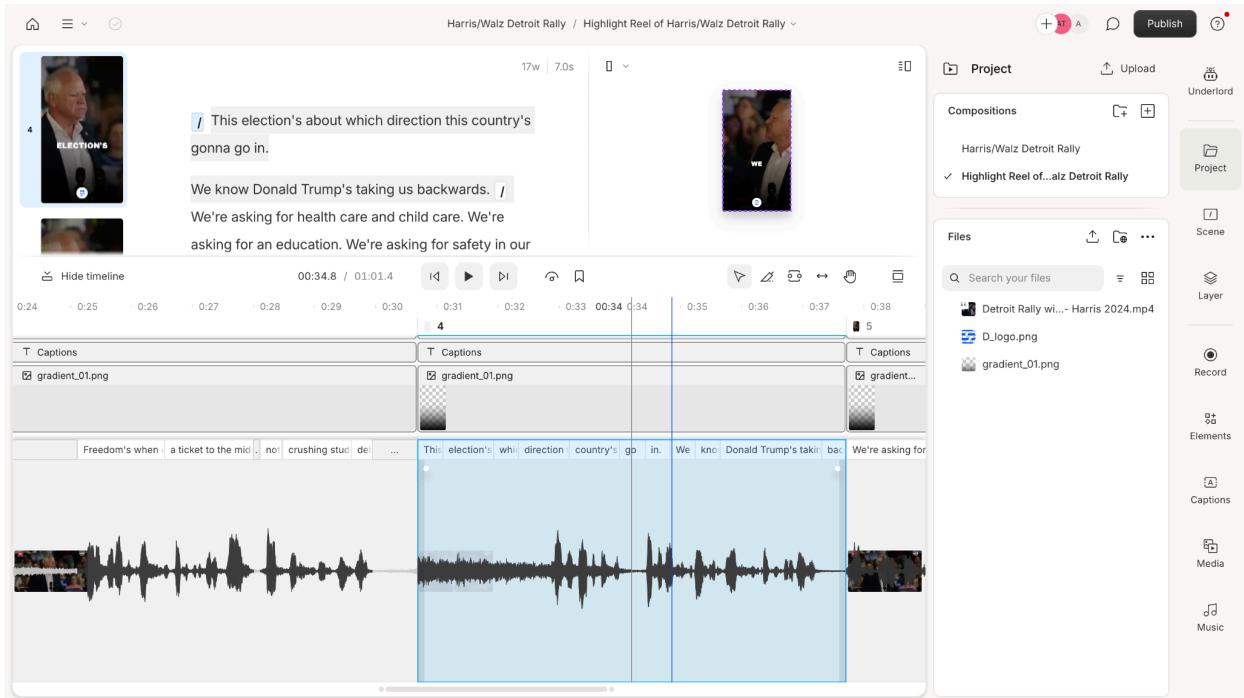 Harris/Walz Detroit Rally / Highlight Reel of Harris/Walz Detroit Rally
AT A
Publish
17w 7.0s
4
ELECTION'S
/ This election's about which direction this country's
gonna go in.
We know Donald Trump's taking us backwards. /
We're asking for health care and child care. We're
asking for an education. We're asking for safety in our
WE
Project
Upload
Compositions
Harris/Walz Detroit Rally
Highlight Reel of...alz Detroit Rally
Files
Search your files
Detroit Rally wi...- Harris 2024.mp4
D_logo.png
gradient_01.png
Underlord
Project
Scene
Layer
Record
Elements
Captions
Media
Music
Hide timeline
00:34.8 / 01:01.4
0:24 0:25 0:26 0:27 0:28 0:29 0:30 0:31 0:32 0:33 00:34 0:34 0:35 0:36 0:37 0:38
4 5
Captions Captions Captions
gradient_01.png gradient_01.png gradient...
Freedom's when a ticket to the mid . not crushing stud ... This election's direction country's go in. We Donald Trump's We're asking for